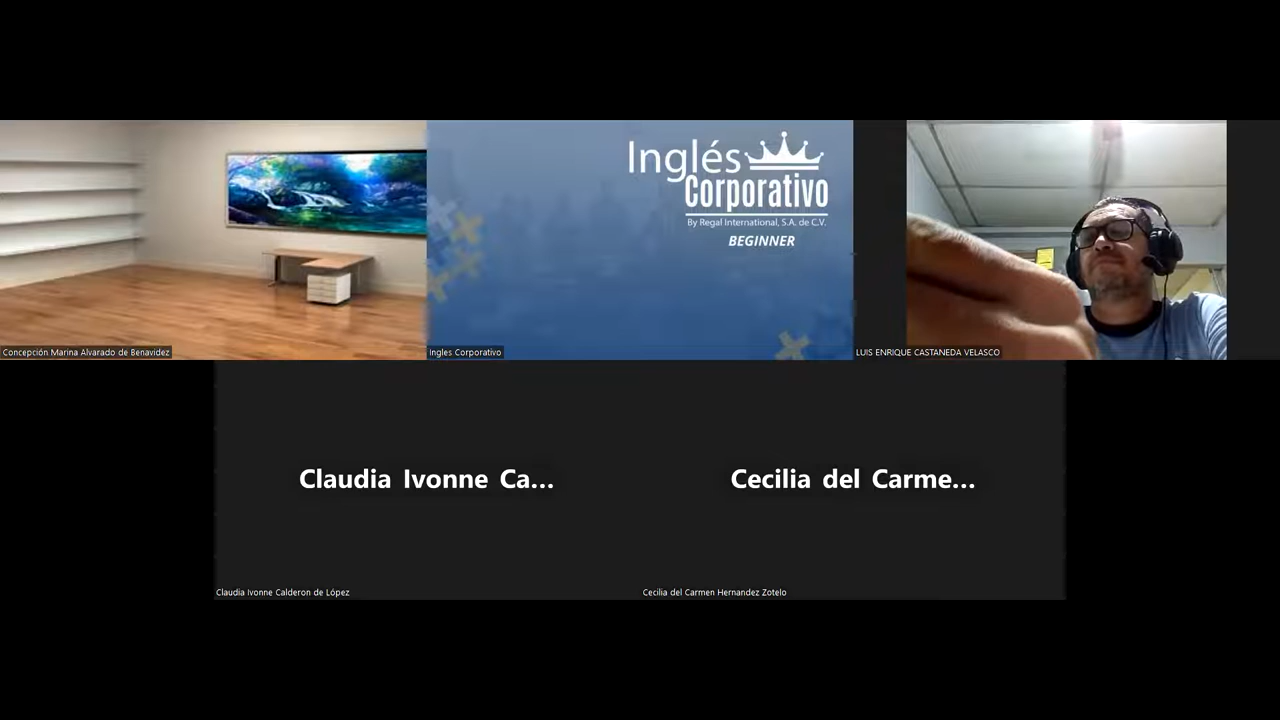 Inglés
Corporativo
By Regal International, S.A. de C.V.
BEGINNER
Concepción Marina Alvarado de Benavidez
Ingles Corporativo
LUIS ENRIQUE CASTANEDA VELASCO
Claudia Ivonne Ca...
Cecilia del Carme...
Claudia Ivonne Calderon de López
Cecilia del Carmen Hernandez Zotelo